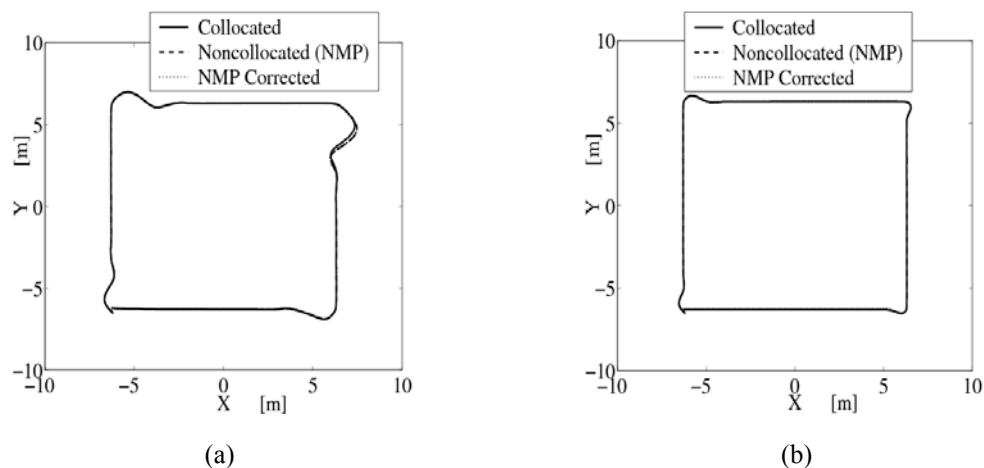 Collocated
Noncollocated (NMP)
NMP Corrected
10
5
Y [m]
0
−5
−10
−10 −5 0 5 10
X [m]
(a)
Collocated
Noncollocated (NMP)
NMP Corrected
10
5
Y [m]
0
−5
−10
−10 −5 0 5 10
X [m]
(b)